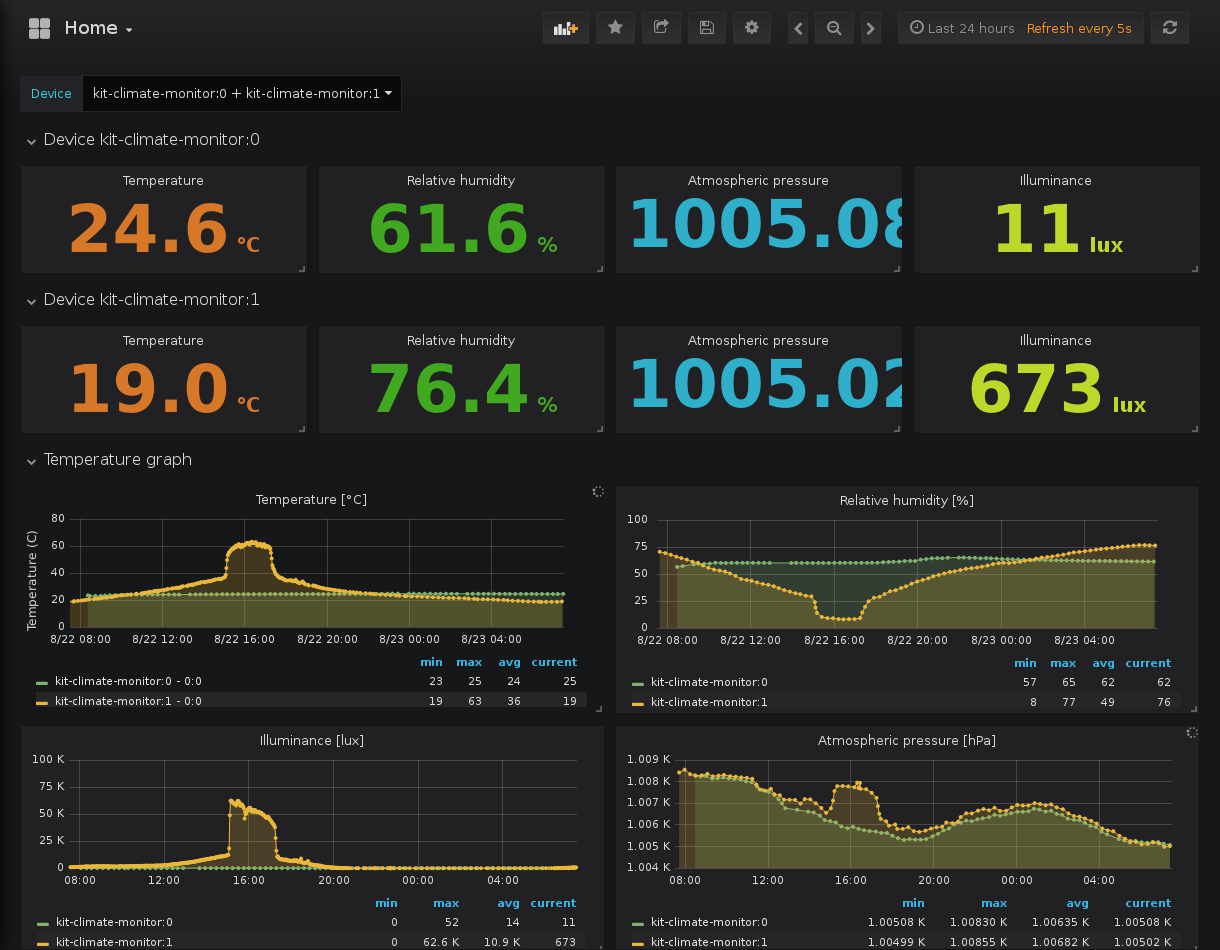 Home
Last 24 hours Refresh every 5s
Device kit-climate-monitor:0 + kit-climate-monitor:1
Device kit-climate-monitor:0
Temperature Relative humidity Atmospheric pressure Illuminance
24.6 °C 61.6 % 1005.08 11 lux
Device kit-climate-monitor:1
Temperature Relative humidity Atmospheric pressure Illuminance
19.0 °C 76.4 % 1005.02 673 lux
Temperature graph
Temperature [°C]
Temperature (C)
80
60
40
20
0
8/22 08:00 8/22 12:00 8/22 16:00 8/22 20:00 8/23 00:00 8/23 04:00
min max avg current
kit-climate-monitor:0 - 0:0 23 25 24 25
kit-climate-monitor:1 - 0:0 19 63 36 19
Relative humidity [%]
100
75
50
25
0
8/22 08:00 8/22 12:00 8/22 16:00 8/22 20:00 8/23 00:00 8/23 04:00
min max avg current
kit-climate-monitor:0 57 65 62 62
kit-climate-monitor:1 8 77 49 76
Illuminance [lux]
100 K
75 K
50 K
25 K
0
08:00 12:00 16:00 20:00 00:00 04:00
min max avg current
kit-climate-monitor:0 0 52 14 11
kit-climate-monitor:1 0 62.6 K 10.9 K 673
Atmospheric pressure [hPa]
1.009 K
1.008 K
1.007 K
1.006 K
1.005 K
1.004 K
08:00 12:00 16:00 20:00 00:00 04:00
min max avg current
kit-climate-monitor:0 1.00508 K 1.00830 K 1.00635 K 1.00508 K
kit-climate-monitor:1 1.00499 K 1.00855 K 1.00682 K 1.00502 K